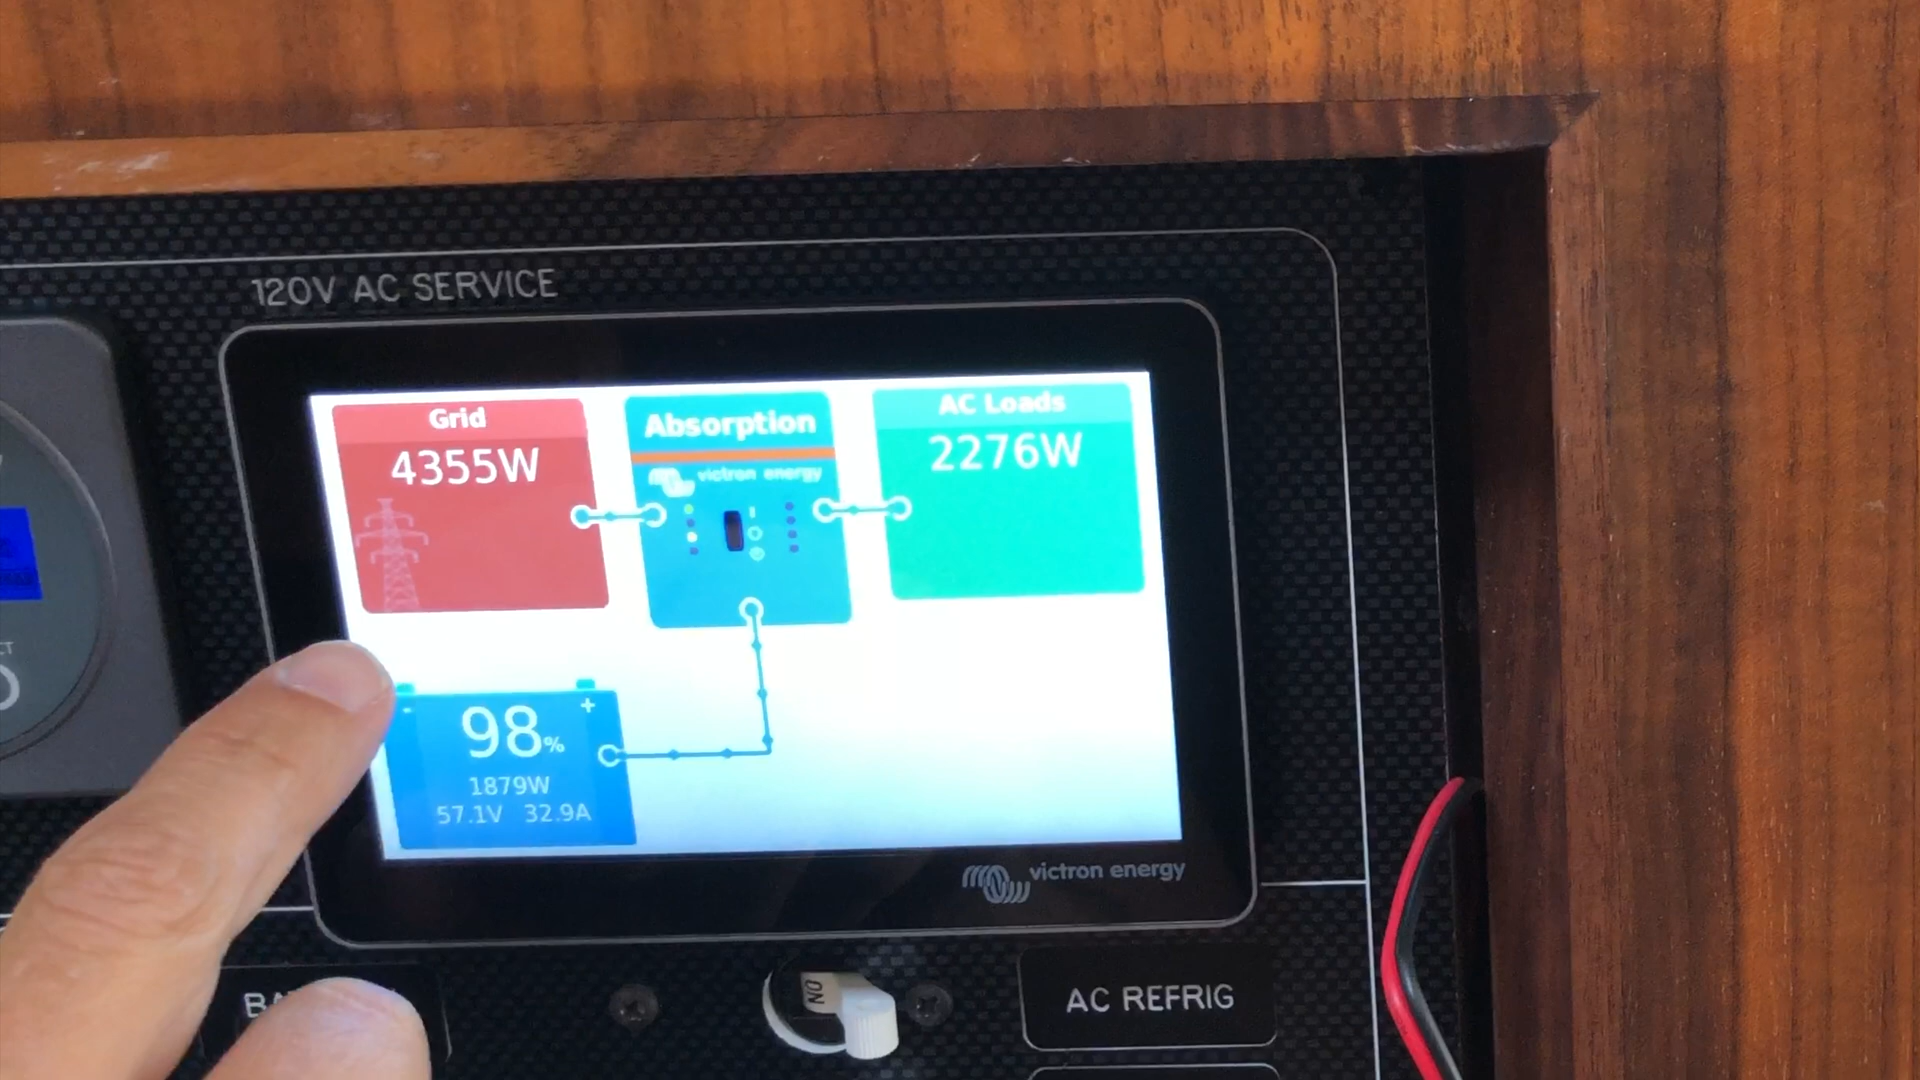 120V AC SERVICE
Grid
4355W
Absorption
victron energy
AC Loads
2276W
- +
98%
1879W
57.1V 32.9A
victron energy
ON
AC REFRIG